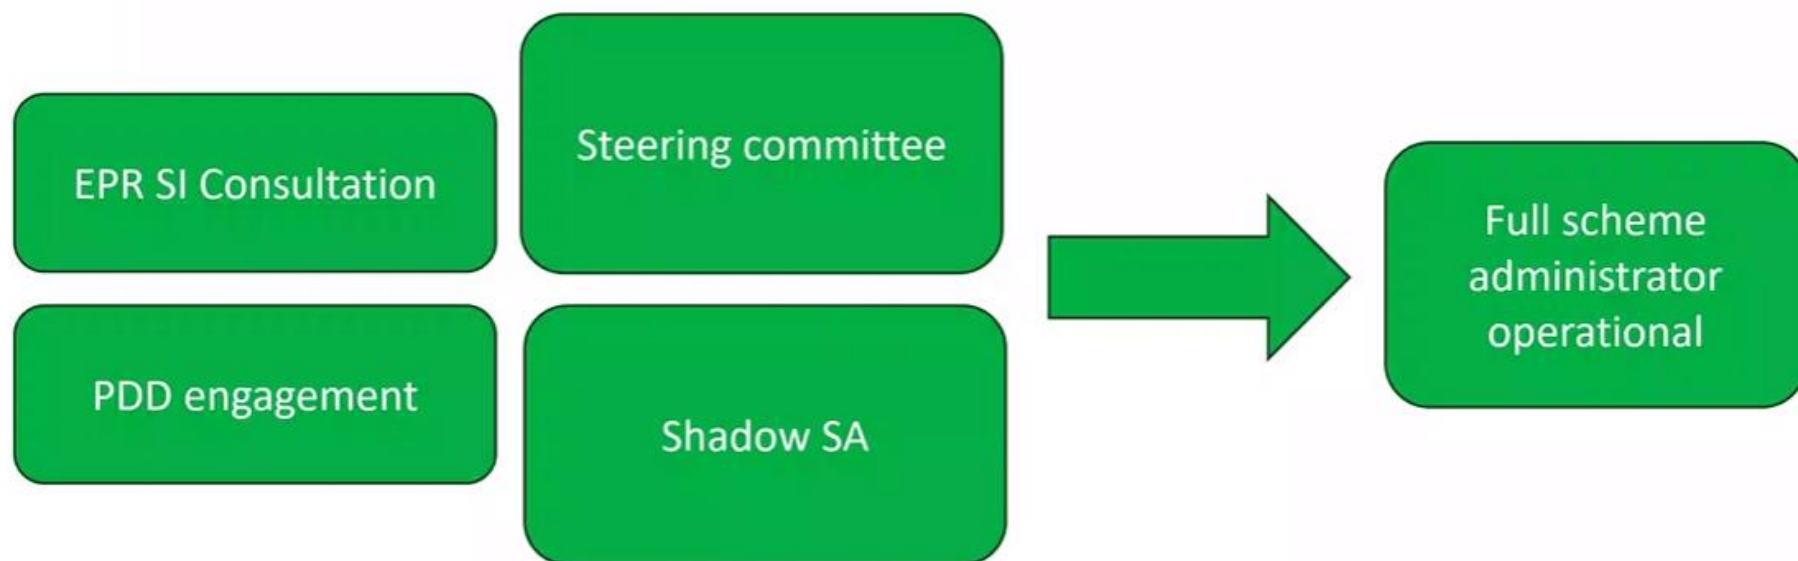 EPR SI Consultation
PDD engagement
Steering committee
Shadow SA
Full scheme
administrator
operational